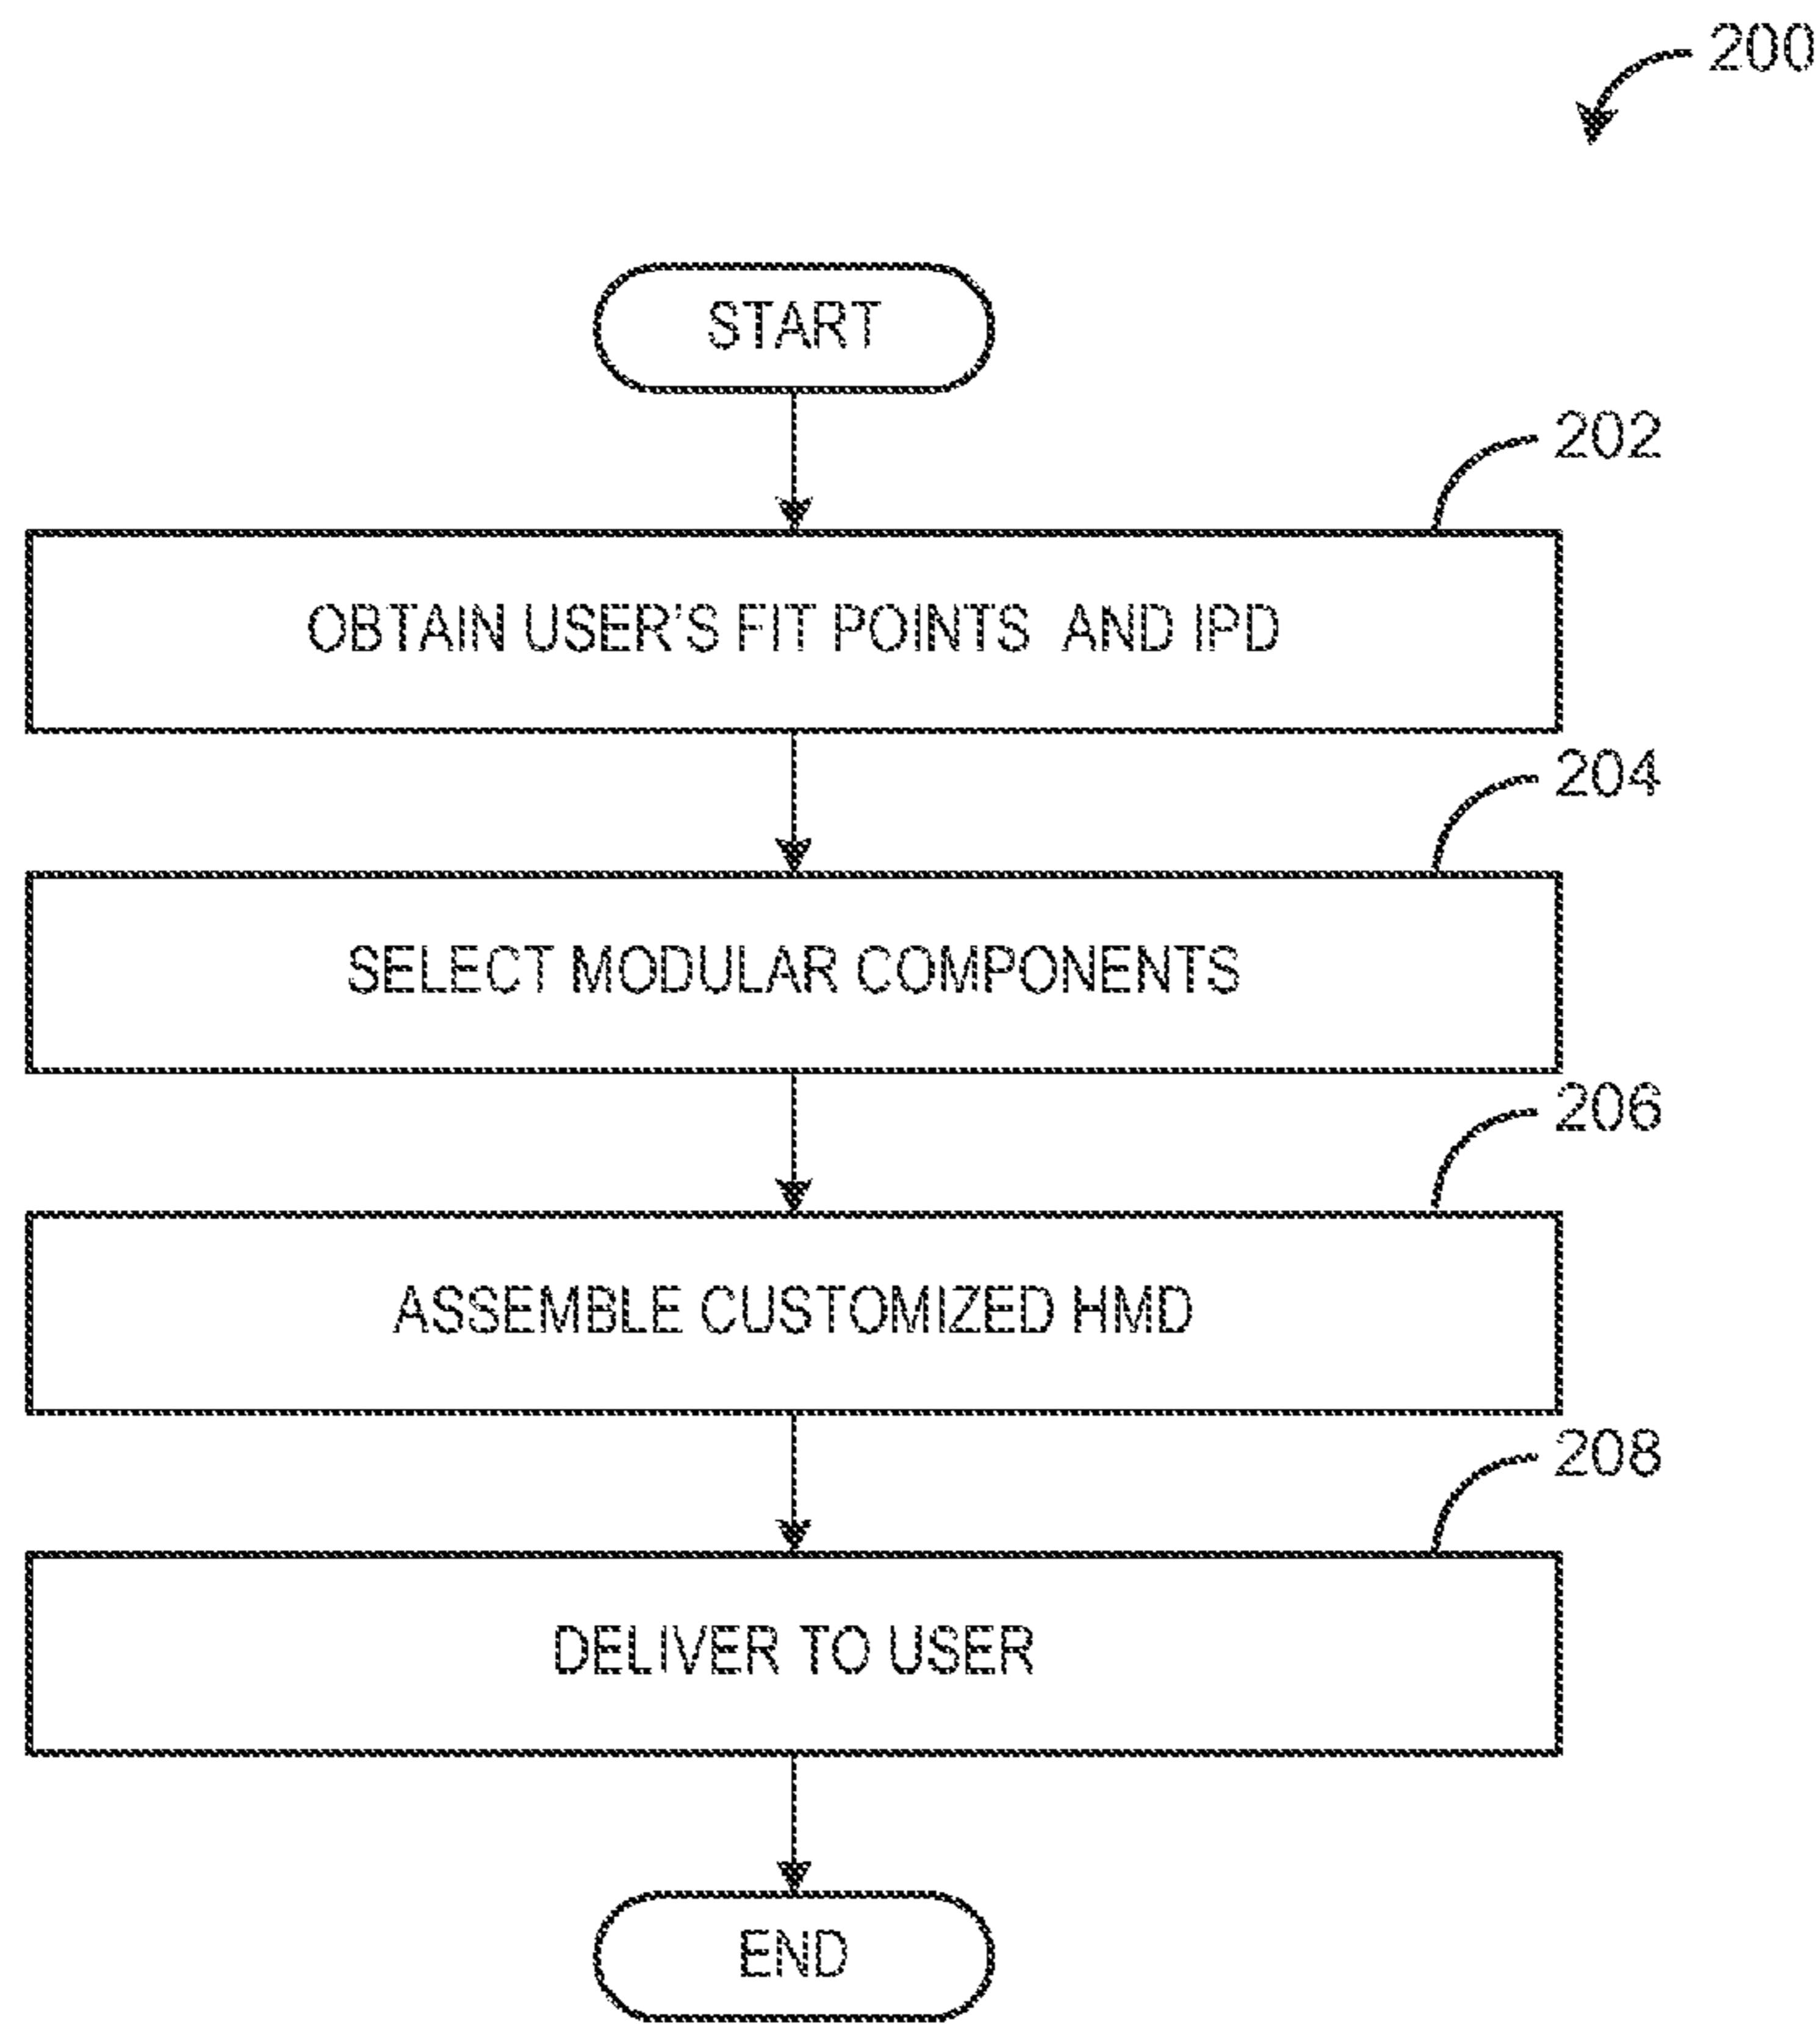 200
START
202
OBTAIN USER'S FIT POINTS AND IPD
204
SELECT MODULAR COMPONENTS
206
ASSEMBLE CUSTOMIZED HMD
208
DELIVER TO USER
END